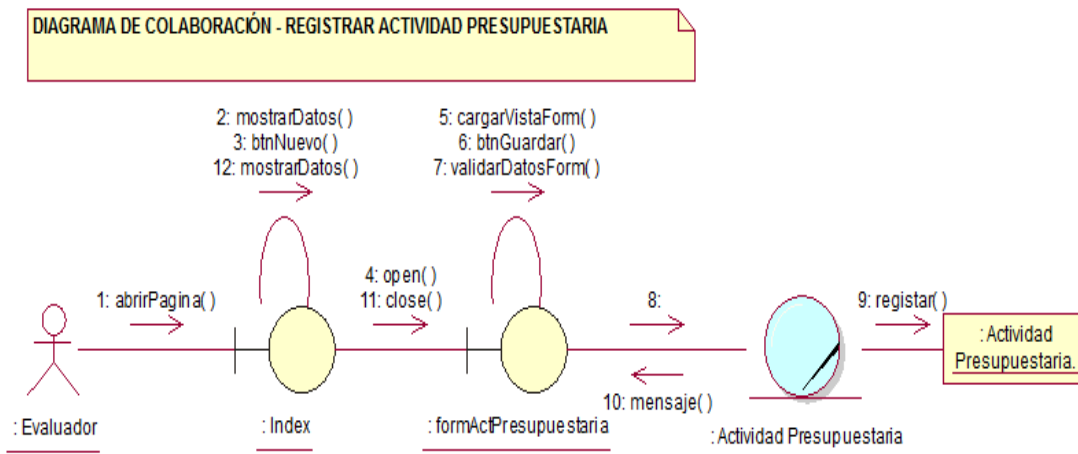 DIAGRAMA DE COLABORACIÓN - REGISTRAR ACTIVIDAD PRESUPUESTARIA
2: mostrarDatos( )
3: btnNuevo( )
12: mostrarDatos( )
5: cargarVistaForm( )
6: btnGuardar( )
7: validarDatosForm( )
1: abrirPagina( )
4: open( )
11: close( )
8:
9: registar( )
: Actividad
Presupuestaria.
10: mensaje( )
: Evaluador
: Index
: formActPresupuestaria
: Actividad Presupuestaria